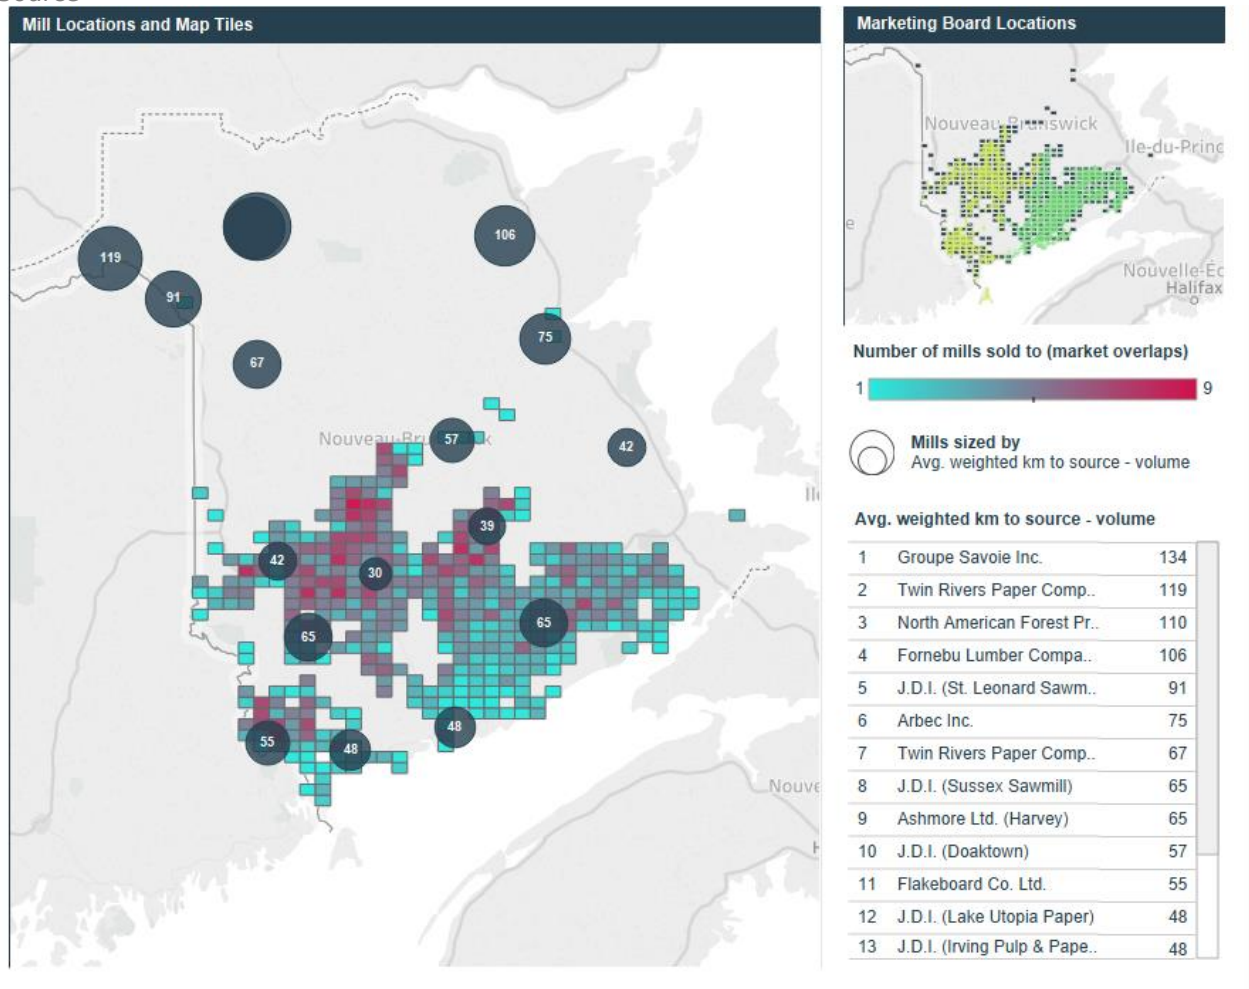 Mill Locations and Map Tiles
119
91
106
75
67
Nouveau-Bru
57
k
42
39
42
30
65
65
55
48
48
Nouve
Marketing Board Locations
Nouveau-Brunswick
Ile-du-Princ
e
Nouvelle-Éc
Halifax
Number of mills sold to (market overlaps)
1 9
Mills sized by
Avg. weighted km to source - volume
Avg. weighted km to source - volume
1 Groupe Savoie Inc. 134
2 Twin Rivers Paper Comp.. 119
3 North American Forest Pr.. 110
4 Fornebu Lumber Compa.. 106
5 J.D.I. (St. Leonard Sawm.. 91
6 Arbec Inc. 75
7 Twin Rivers Paper Comp.. 67
8 J.D.I. (Sussex Sawmill) 65
9 Ashmore Ltd. (Harvey) 65
10 J.D.I. (Doaktown) 57
11 Flakeboard Co. Ltd. 55
12 J.D.I. (Lake Utopia Paper) 48
13 J.D.I. (Irving Pulp & Pape.. 48